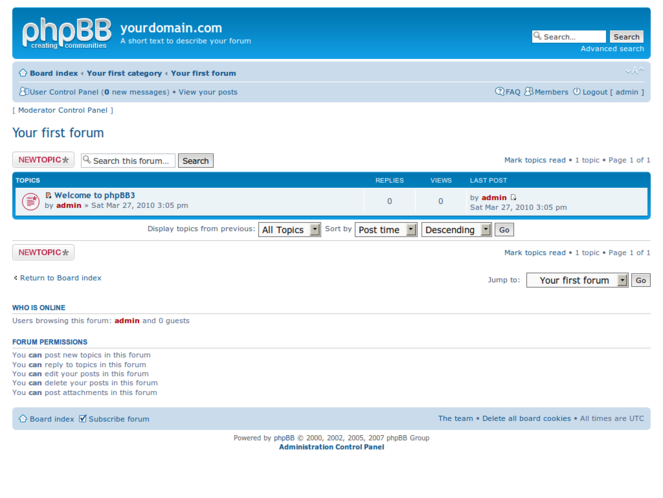 phpBB
creating communities
yourdomain.com
A short text to describe your forum
Search… Search
Advanced search
Board index ‹ Your first category ‹ Your first forum
User Control Panel (0 new messages) • View your posts FAQ Members Logout [ admin ]
[ Moderator Control Panel ]
Your first forum
NEWTOPIC* Search this forum… Search Mark topics read • 1 topic • Page 1 of 1
TOPICS REPLIES VIEWS LAST POST
Welcome to phpBB3
by admin » Sat Mar 27, 2010 3:05 pm
0 0
by admin
Sat Mar 27, 2010 3:05 pm
Display topics from previous: All Topics Sort by Post time Descending Go
NEWTOPIC* Mark topics read • 1 topic • Page 1 of 1
Return to Board index Jump to: Your first forum Go
WHO IS ONLINE
Users browsing this forum: admin and 0 guests
FORUM PERMISSIONS
You can post new topics in this forum
You can reply to topics in this forum
You can edit your posts in this forum
You can delete your posts in this forum
You can post attachments in this forum
Board index Subscribe forum The team • Delete all board cookies • All times are UTC
Powered by phpBB © 2000, 2002, 2005, 2007 phpBB Group
Administration Control Panel